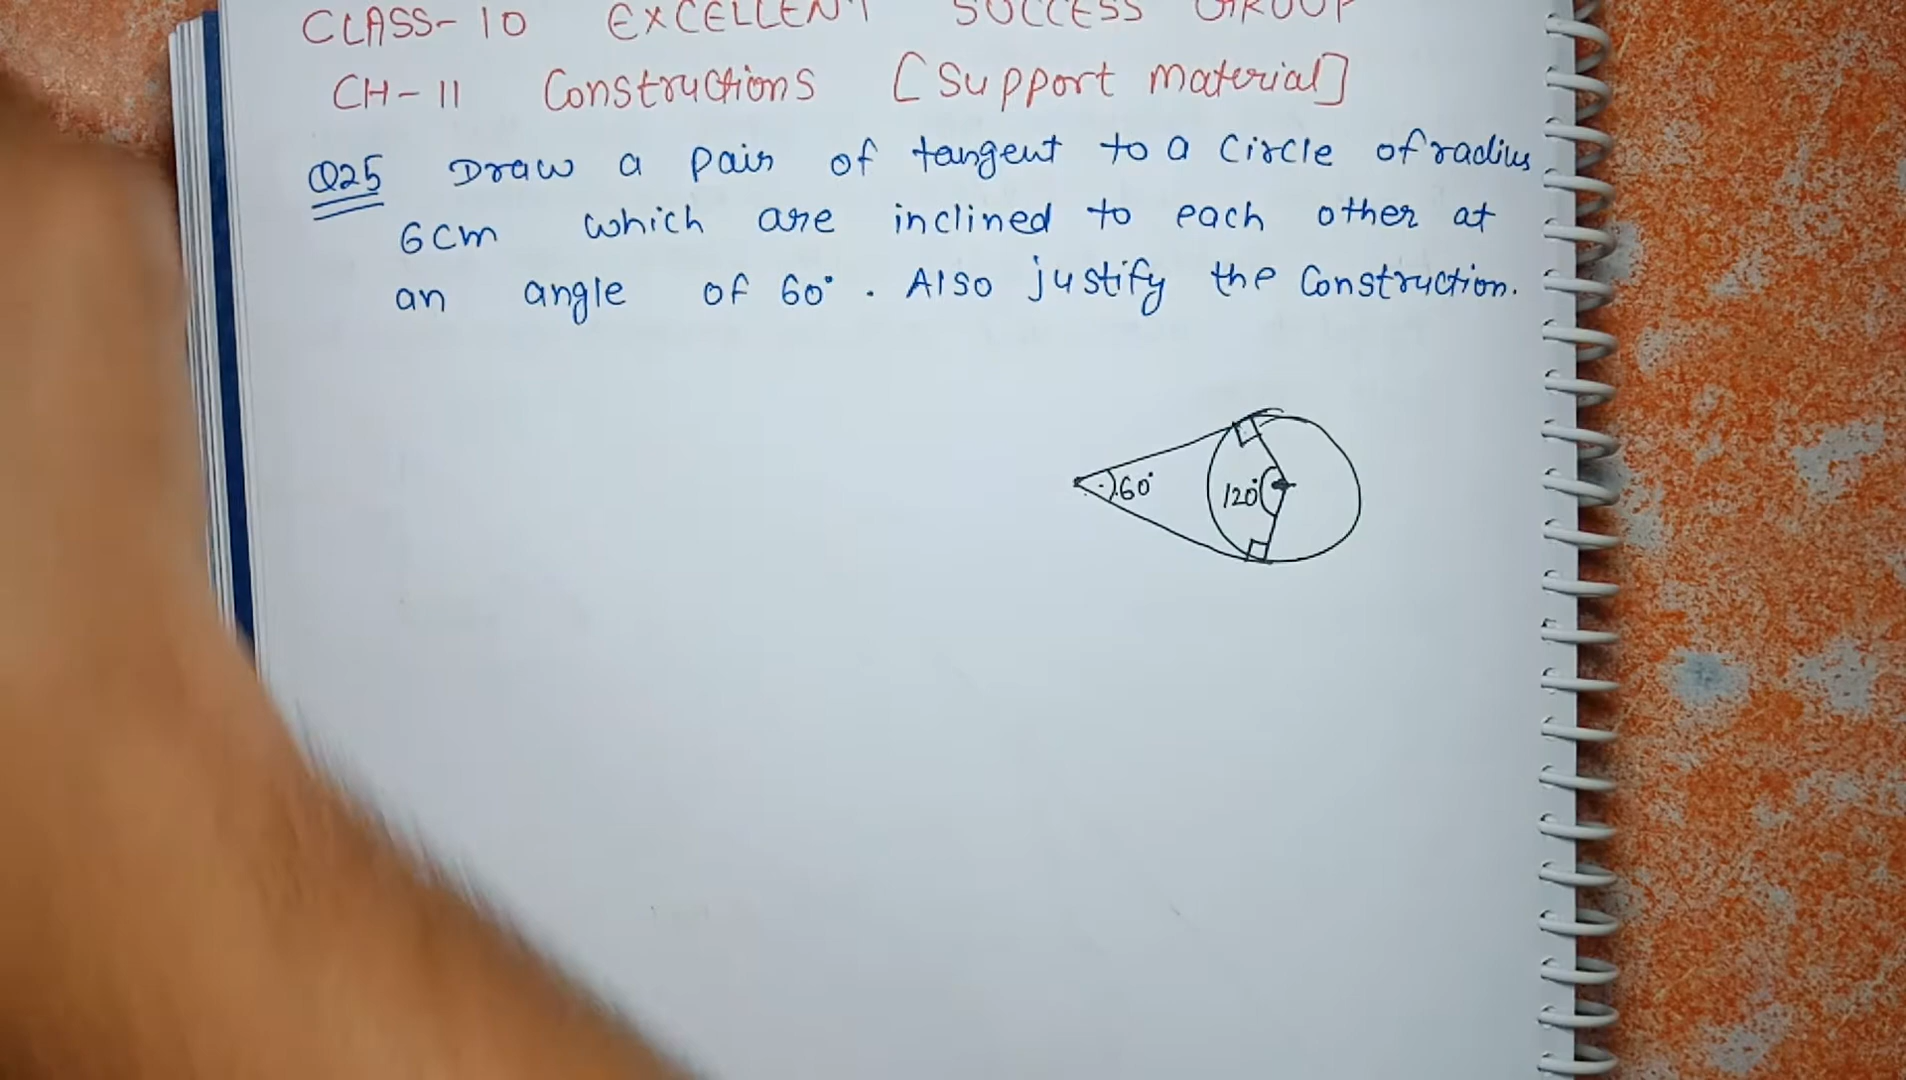 CLASS-10 EXCELLENT SUCCESS GROUP
CH-11 Constructions [Support material]
Q25 Draw a pair of tangent to a circle of radius
6cm which are inclined to each other at
an angle of 60°. Also justify the Construction.
60°
120°